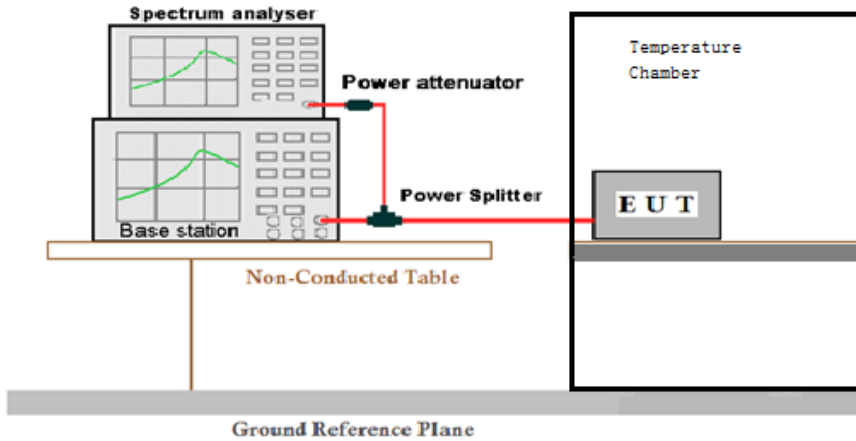 Spectrum analyser
Temperature
Chamber
Power attenuator
Power Splitter
E U T
Base station
Non-Conducted Table
Ground Reference Plane